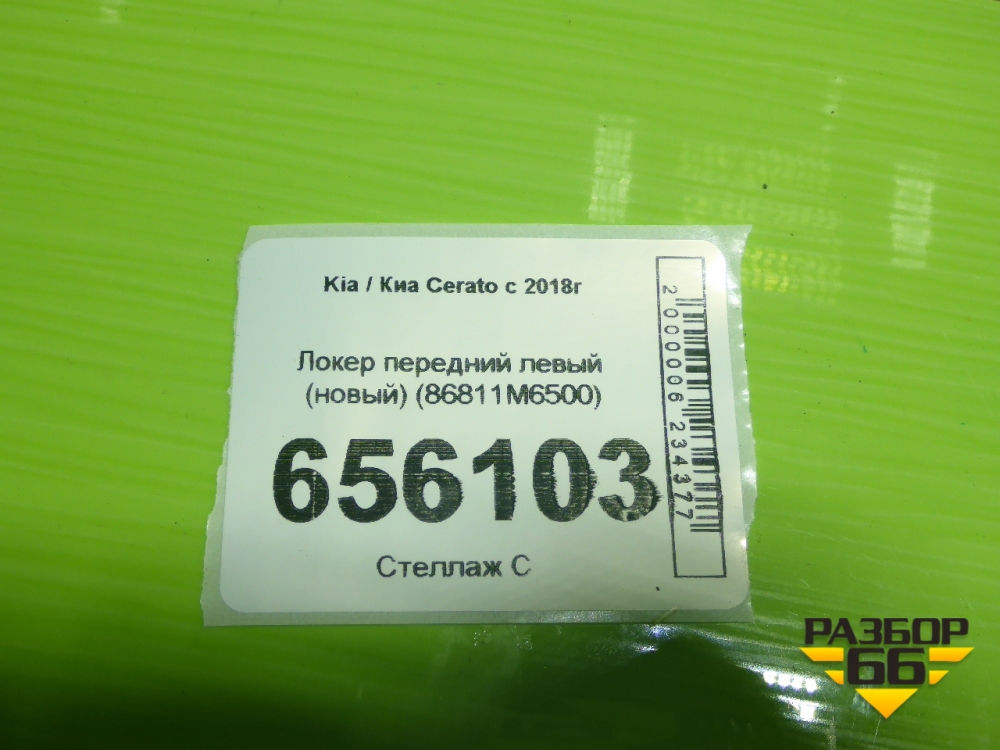 Kia / Киа Cerato с 2018г
Локер передний левый
(новый) (86811M6500)
656103
Стеллаж С
2000006234377
РАЗБОР
66